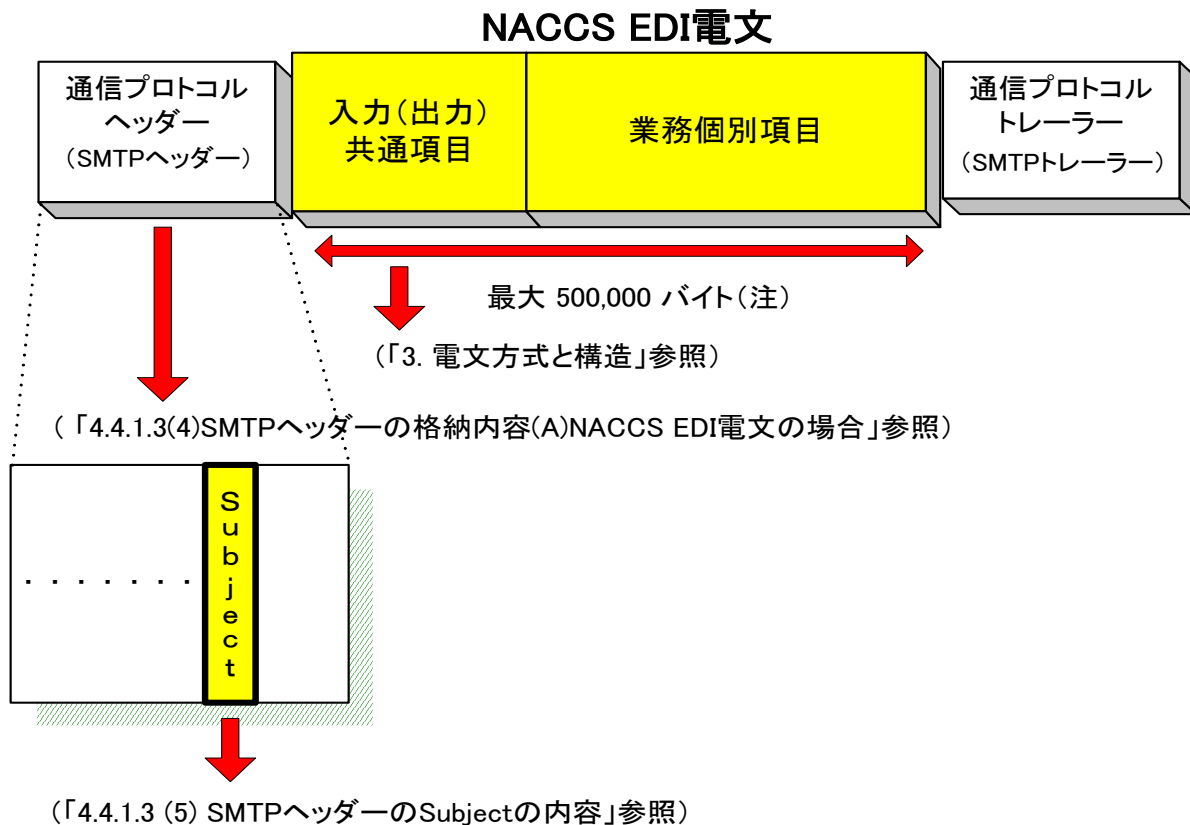 NACCS EDI電文
通信プロトコル
ヘッダー
(SMTPヘッダー)
入力(出力)
共通項目
業務個別項目
通信プロトコル
トレーラー
(SMTPトレーラー)
最大 500,000 バイト(注)
(「3. 電文方式と構造」参照)
( 「4.4.1.3(4)SMTPヘッダーの格納内容(A)NACCS EDI電文の場合」参照)
・・・・・・・
Subject
(「4.4.1.3 (5) SMTPヘッダーのSubjectの内容」参照)